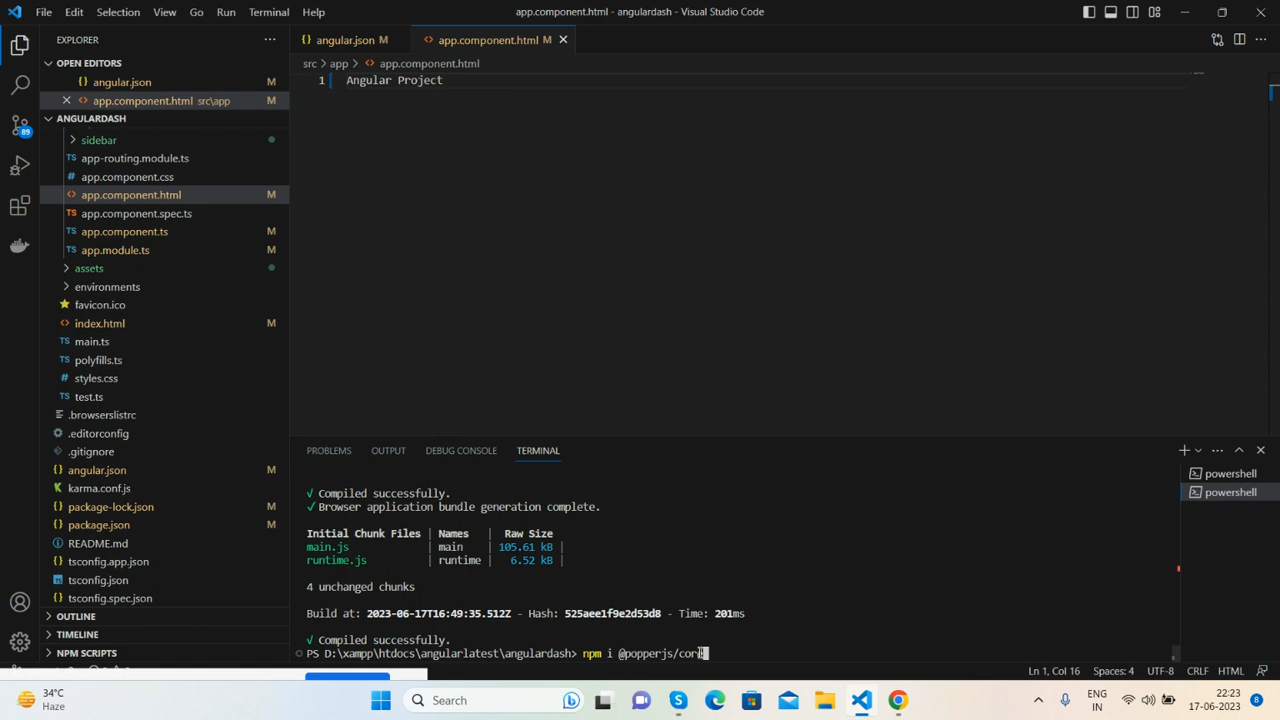 File Edit Selection View Go Run Terminal Help
app.component.html - angulardash - Visual Studio Code
EXPLORER
angular.json M
app.component.html M
OPEN EDITORS
src > app > app.component.html
angular.json M
1 Angular Project
app.component.html src\app M
ANGULARDASH
sidebar
app-routing.module.ts
app.component.css
app.component.html M
app.component.spec.ts
app.component.ts M
app.module.ts M
assets
environments
favicon.ico
index.html M
main.ts
polyfills.ts
styles.css
test.ts
.browserslistrc
.editorconfig
.gitignore
angular.json M
karma.conf.js
package-lock.json M
package.json M
README.md
tsconfig.app.json
tsconfig.json
tsconfig.spec.json
OUTLINE
TIMELINE
NPM SCRIPTS
89
PROBLEMS OUTPUT DEBUG CONSOLE TERMINAL
powershell
powershell
√ Compiled successfully.
√ Browser application bundle generation complete.
Initial Chunk Files | Names | Raw Size
main.js | main | 105.61 kB |
runtime.js | runtime | 6.52 kB |
4 unchanged chunks
Build at: 2023-06-17T16:49:35.512Z - Hash: 525aee1f9e2d53d8 - Time: 201ms
√ Compiled successfully.
PS D:\xampp\htdocs\angularlatest\angulardash> npm i @popperjs/cor
Ln 1, Col 16 Spaces: 4 UTF-8 CRLF HTML
34°C
Haze
Search
ENG
IN
22:23
17-06-2023
8